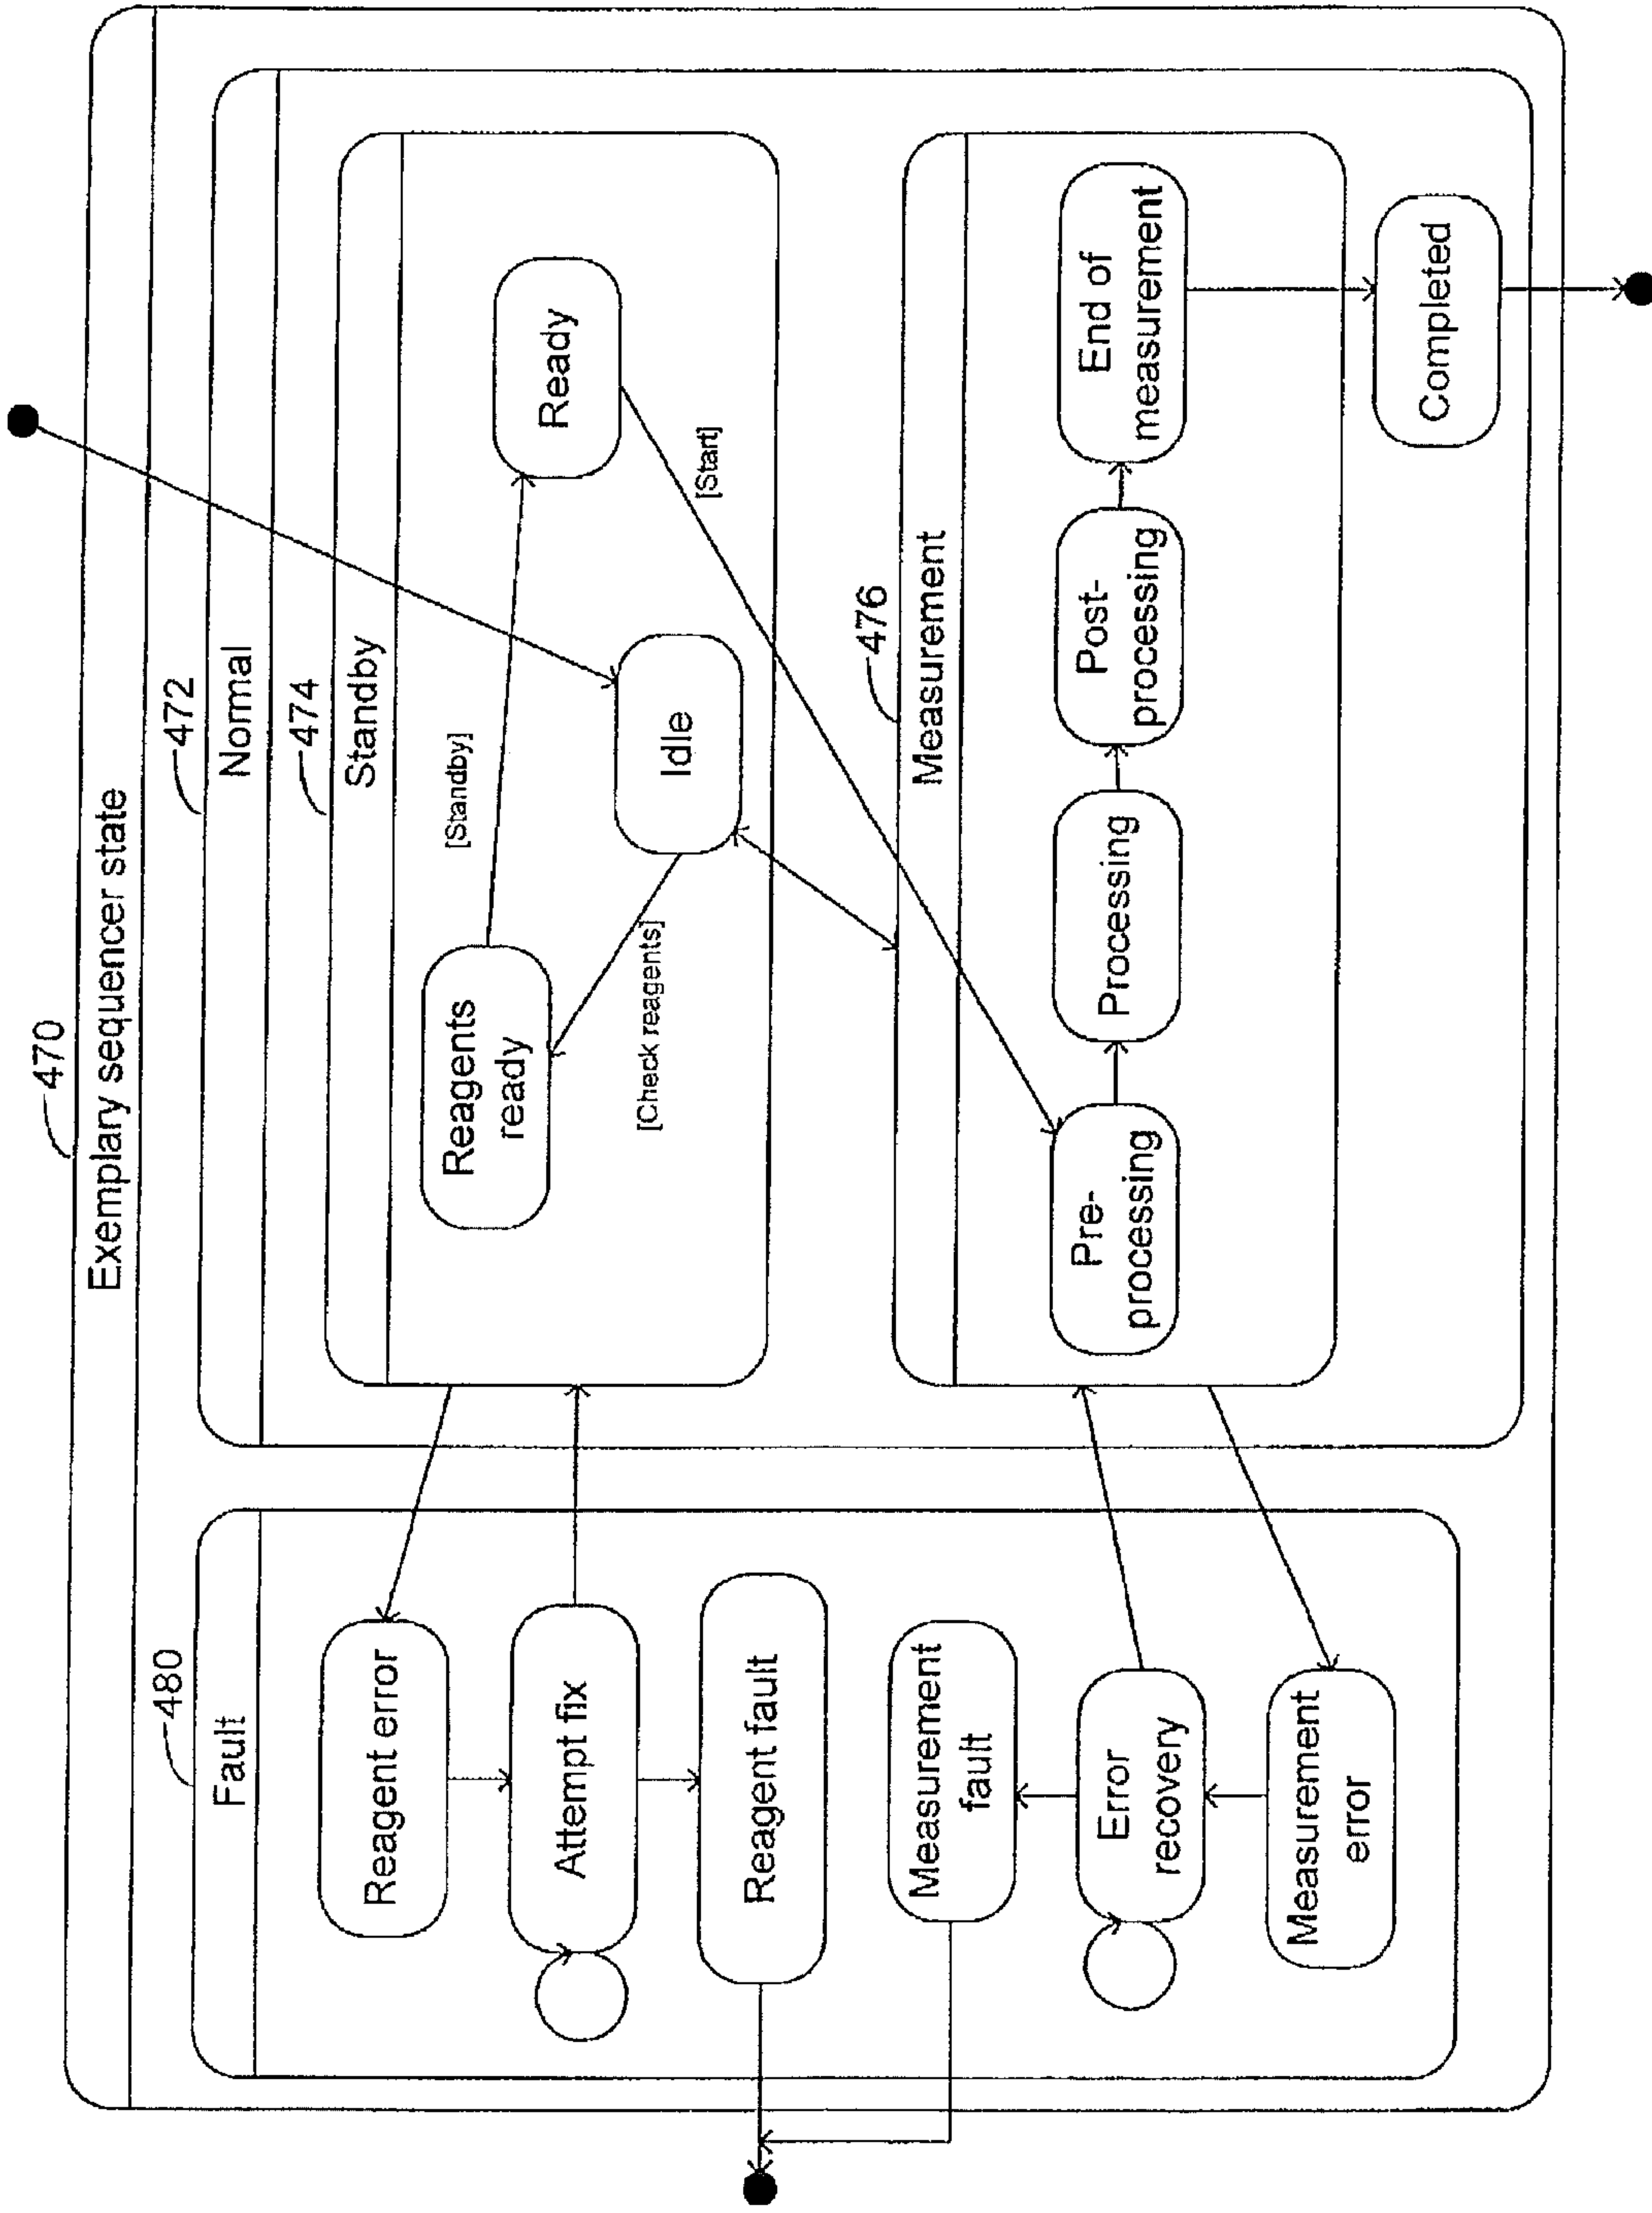 470
Exemplary sequencer state
480
Fault
Reagent error
Attempt fix
Reagent fault
Measurement
fault
Error
recovery
Measurement
error
472
Normal
474
Standby
Reagents
ready
[Standby]
Ready
Idle
[Check reagents]
[Start]
476
Measurement
Pre-
processing
Processing
Post-
processing
End of
measurement
Completed